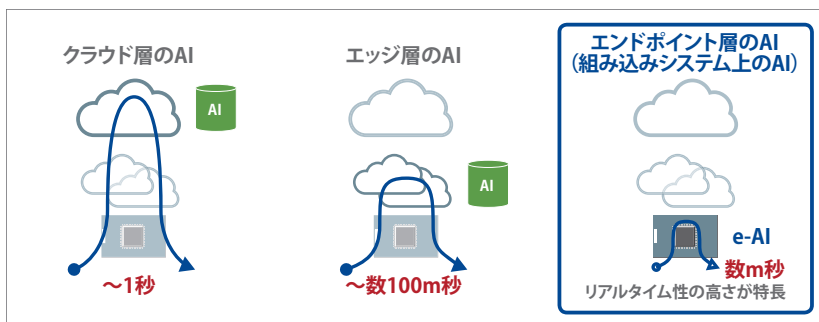 クラウド層のAI
AI
〜1秒
エッジ層のAI
AI
〜数100m秒
エンドポイント層のAI
(組み込みシステム上のAI)
e-AI
数m秒
リアルタイム性の高さが特長